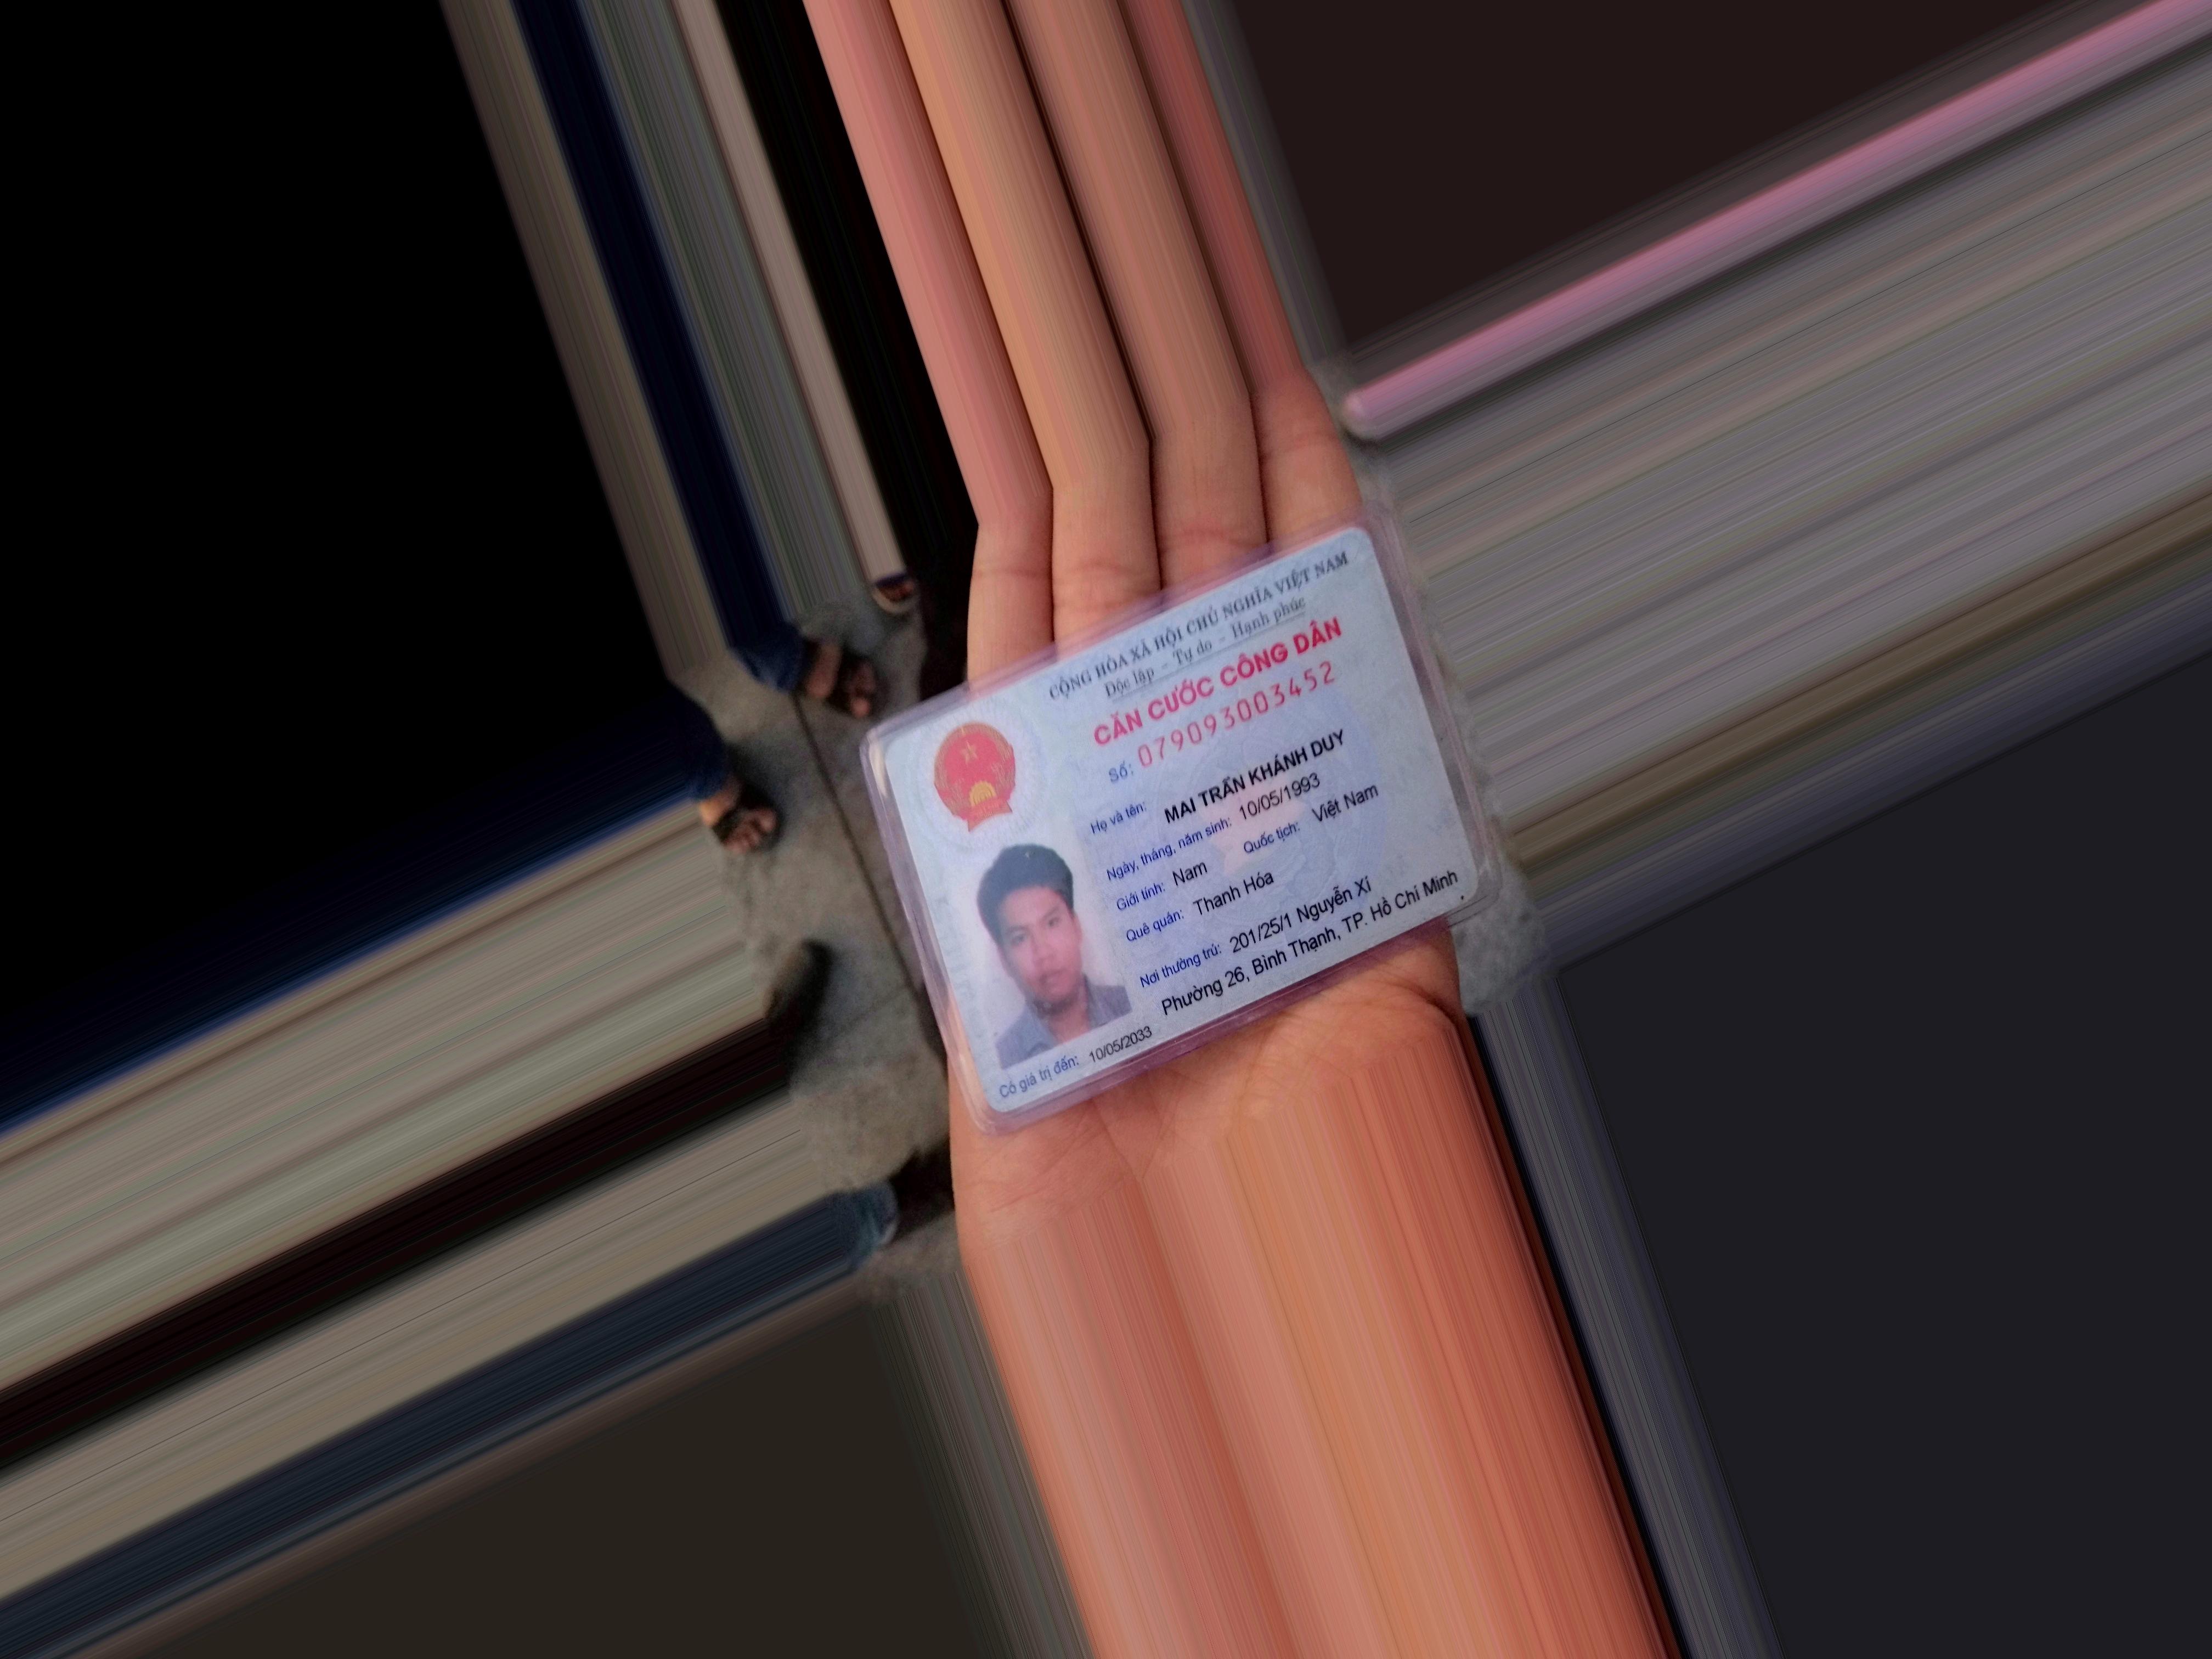 CỘNG HÒA XÃ HỘI CHỦ NGHĨA VIỆT NAM
Độc lập - Tự do - Hạnh phúc
CĂN CƯỚC CÔNG DÂN
Số: 079093003452
Họ và tên: MAI TRẦN KHÁNH DUY
Ngày, tháng, năm sinh: 10/05/1993
Giới tính: Nam Quốc tịch: Việt Nam
Quê quán: Thanh Hóa
Nơi thường trú: 201/25/1 Nguyễn Xí
Phường 26, Bình Thạnh, TP. Hồ Chí Minh
Có giá trị đến: 10/05/2033